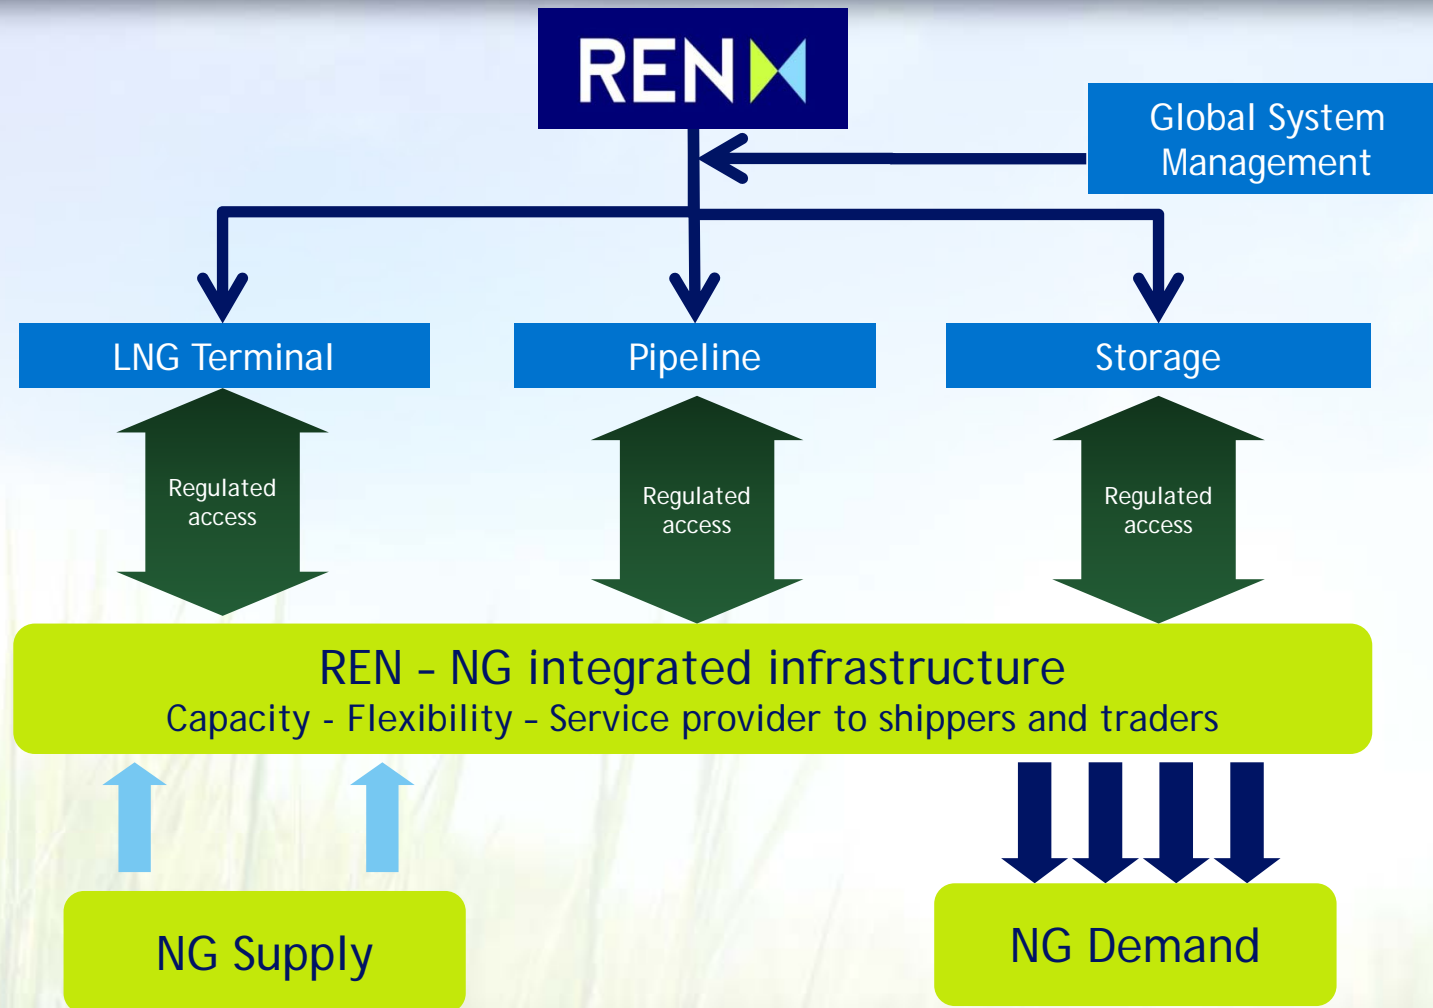 REN
Global System
Management
LNG Terminal
Pipeline
Storage
Regulated
access
Regulated
access
Regulated
access
REN – NG integrated infrastructure
Capacity - Flexibility – Service provider to shippers and traders
NG Supply
NG Demand